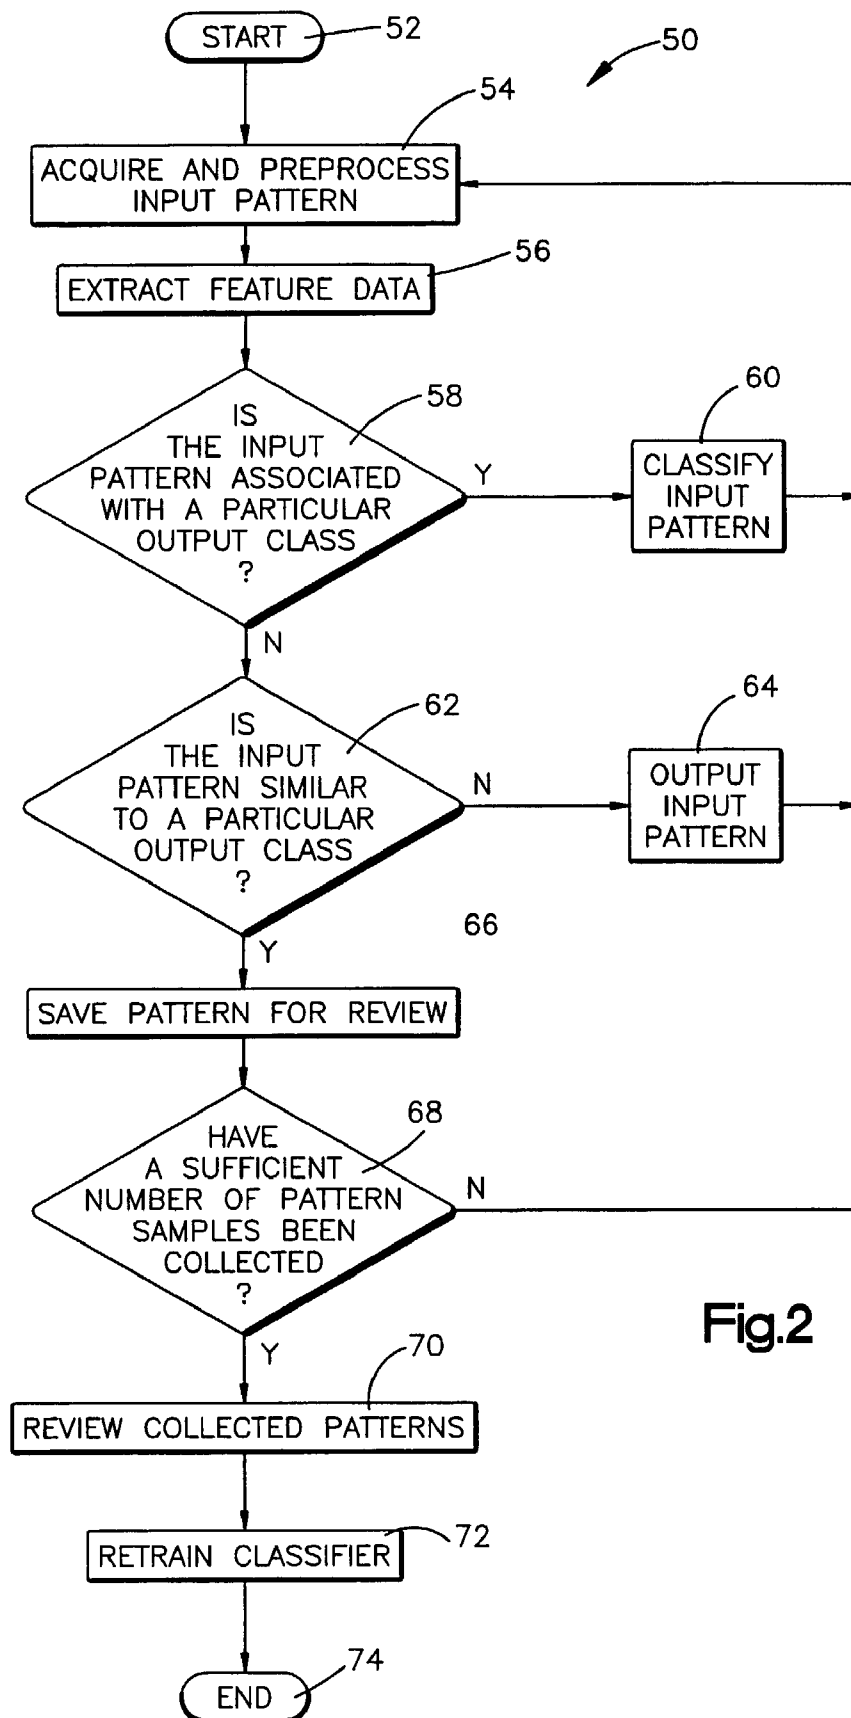 START
52
50
54
ACQUIRE AND PREPROCESS
INPUT PATTERN
56
EXTRACT FEATURE DATA
58
IS
THE INPUT
PATTERN ASSOCIATED
WITH A PARTICULAR
OUTPUT CLASS
?
Y
60
CLASSIFY
INPUT
PATTERN
N
62
IS
THE INPUT
PATTERN SIMILAR
TO A PARTICULAR
OUTPUT CLASS
?
N
64
OUTPUT
INPUT
PATTERN
Y
66
SAVE PATTERN FOR REVIEW
68
HAVE
A SUFFICIENT
NUMBER OF PATTERN
SAMPLES BEEN
COLLECTED
?
N
Fig.2
Y
70
REVIEW COLLECTED PATTERNS
72
RETRAIN CLASSIFIER
74
END